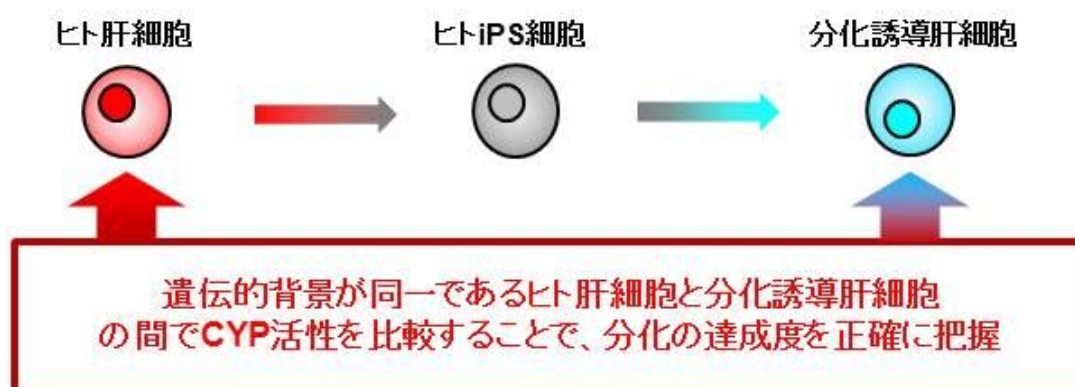 ヒト肝細胞
ヒトiPS細胞
分化誘導肝細胞
遺伝的背景が同一であるヒト肝細胞と分化誘導肝細胞
の間でCYP活性を比較することで、分化の達成度を正確に把握